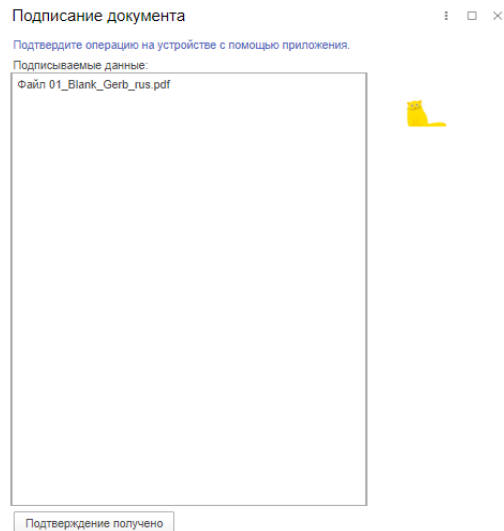 Подписание документа
Подтвердите операцию на устройстве с помощью приложения.
Подписываемые данные:
Файл 01_Blank_Gerb_rus.pdf
Подтверждение получено